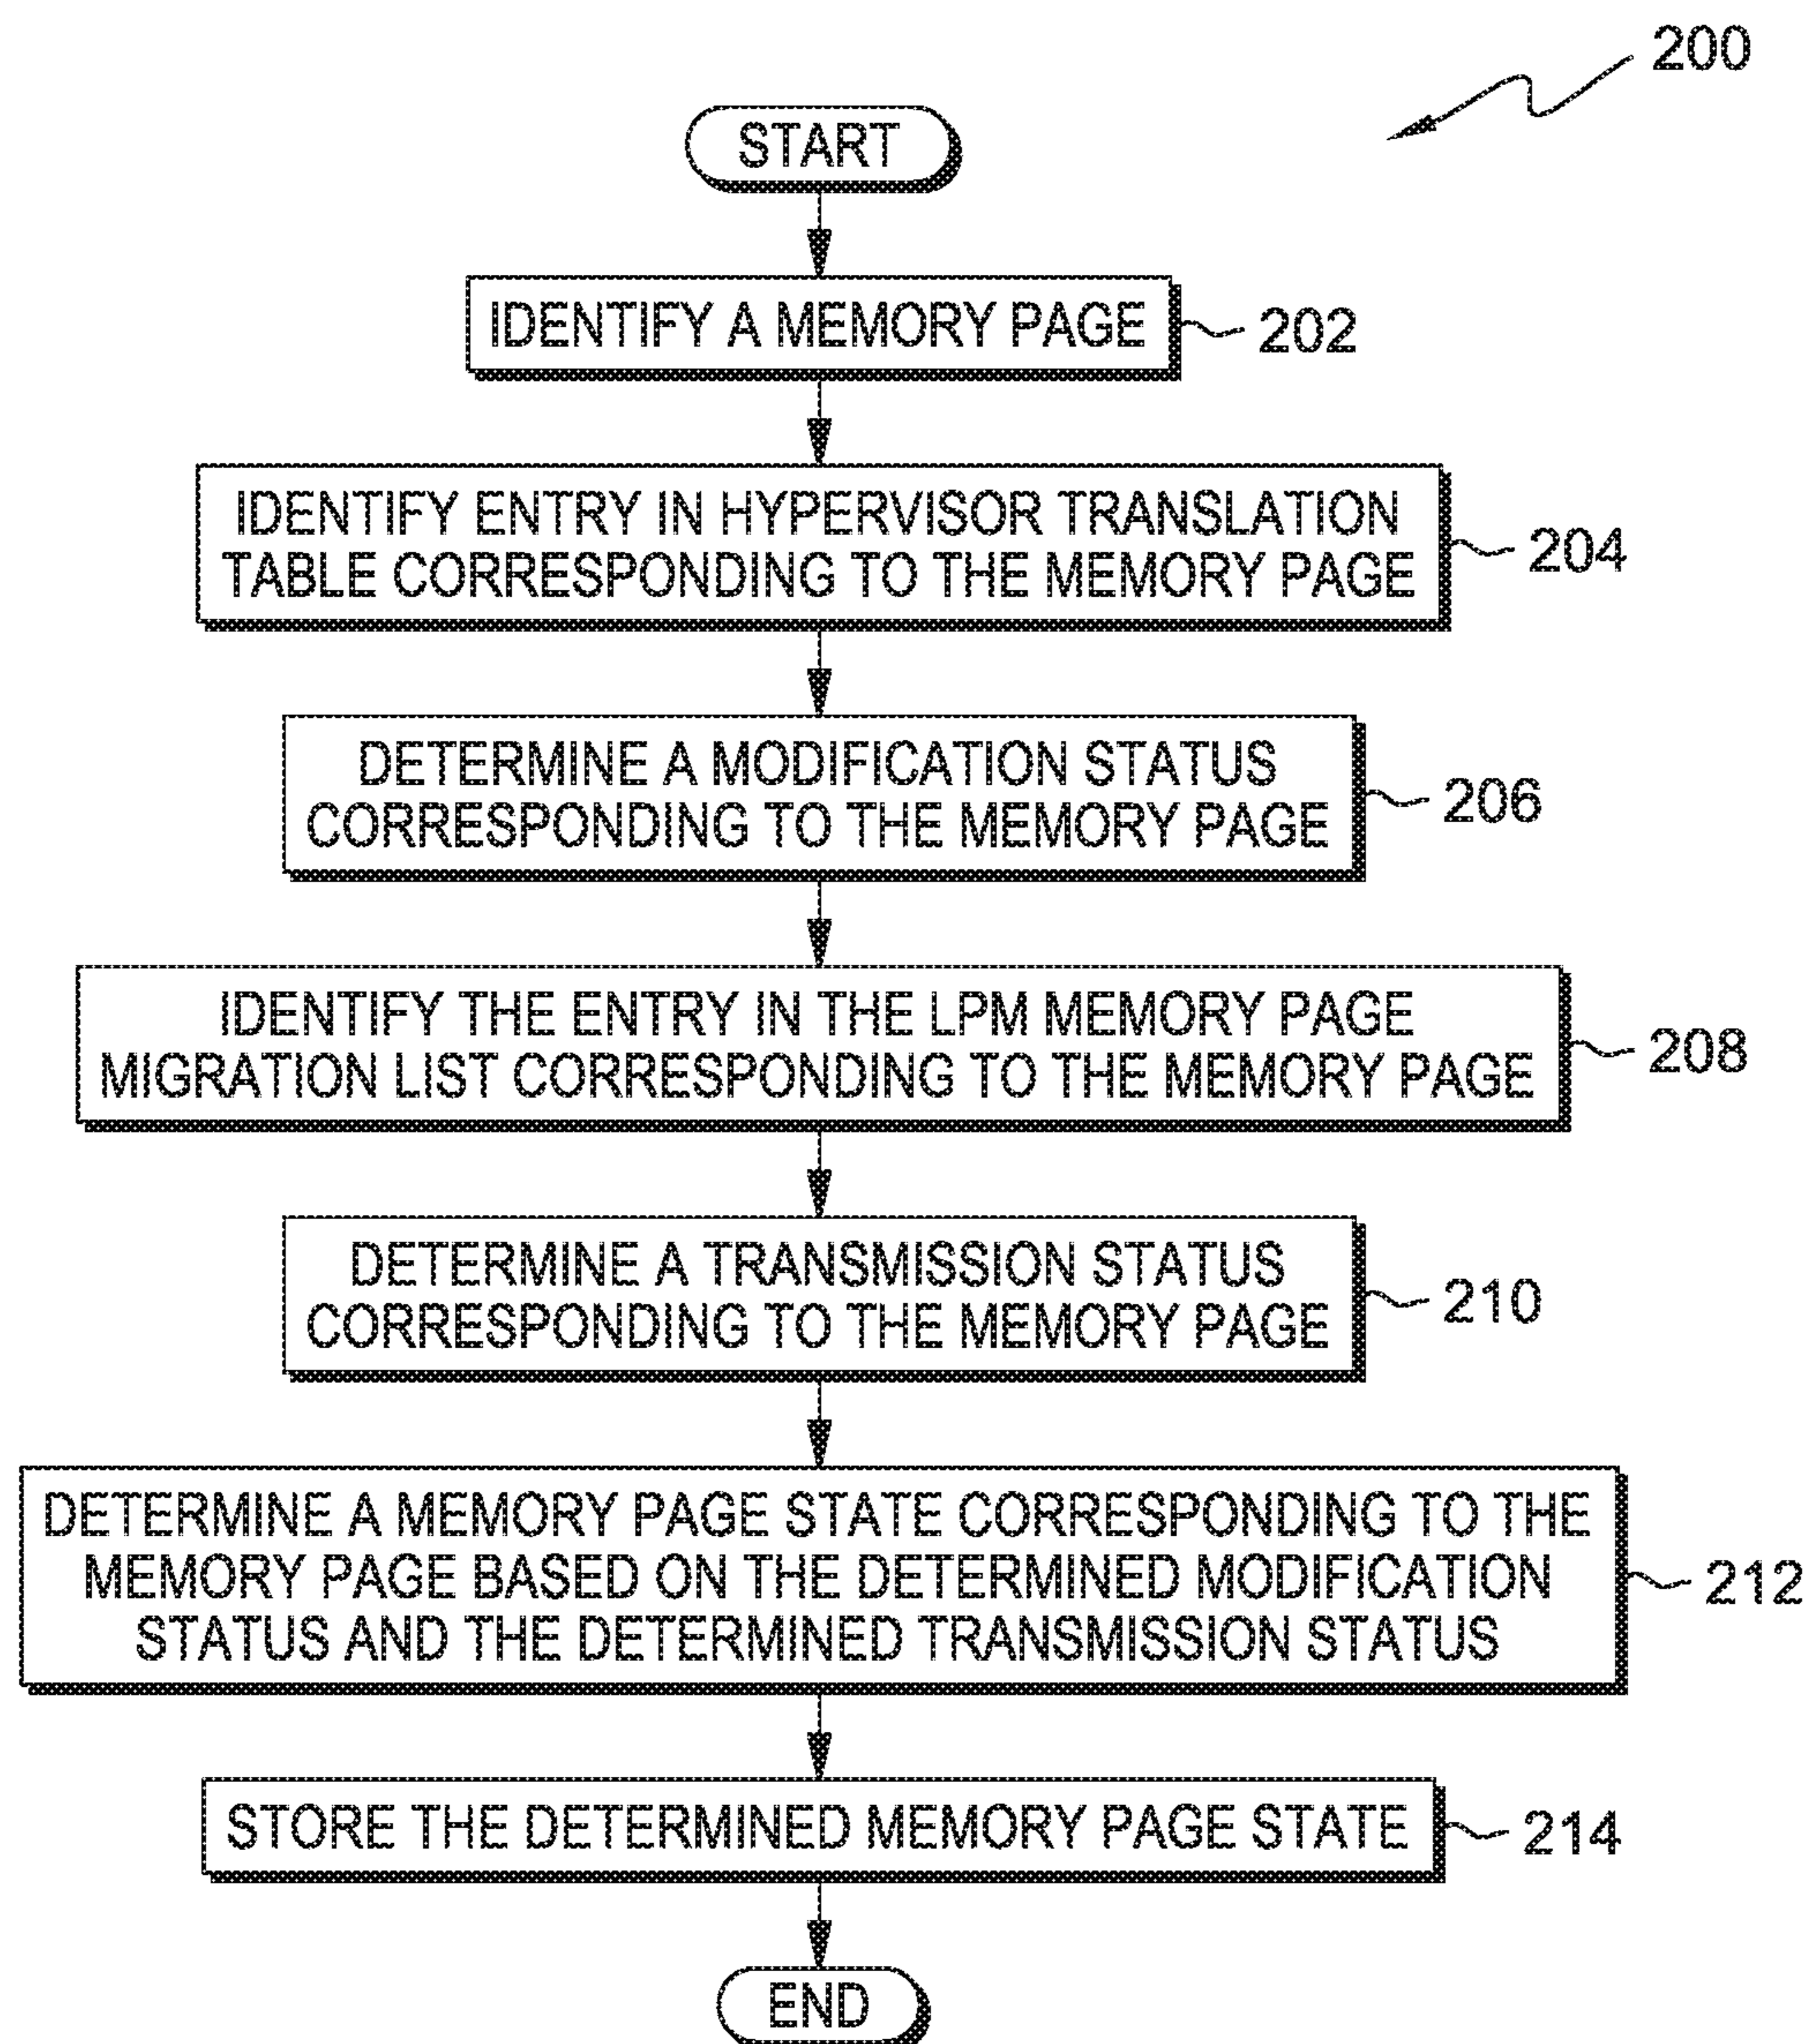 200
START
IDENTIFY A MEMORY PAGE
202
IDENTIFY ENTRY IN HYPERVISOR TRANSLATION
TABLE CORRESPONDING TO THE MEMORY PAGE
204
DETERMINE A MODIFICATION STATUS
CORRESPONDING TO THE MEMORY PAGE
206
IDENTIFY THE ENTRY IN THE LPM MEMORY PAGE
MIGRATION LIST CORRESPONDING TO THE MEMORY PAGE
208
DETERMINE A TRANSMISSION STATUS
CORRESPONDING TO THE MEMORY PAGE
210
DETERMINE A MEMORY PAGE STATE CORRESPONDING TO THE
MEMORY PAGE BASED ON THE DETERMINED MODIFICATION
STATUS AND THE DETERMINED TRANSMISSION STATUS
212
STORE THE DETERMINED MEMORY PAGE STATE
214
END